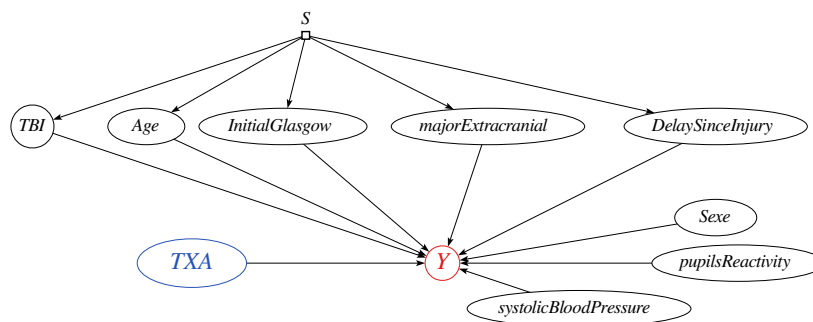 S
TBI
Age
InitialGlasgow
majorExtracranial
DelaySinceInjury
Sexe
TXA
Y
pupilsReactivity
systolicBloodPressure